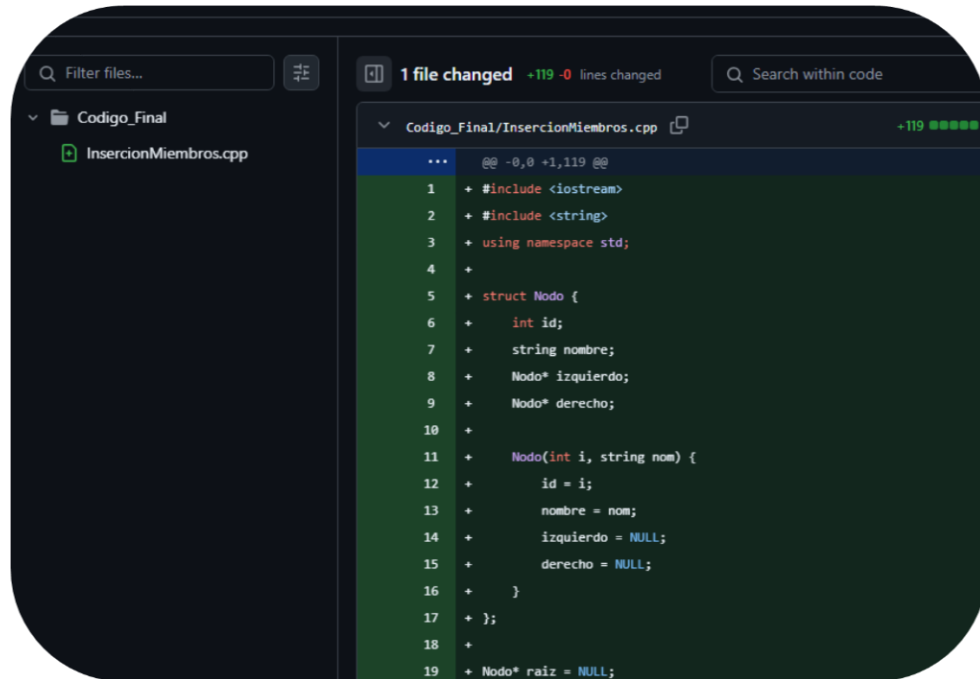 Filter files...
Codigo_Final
InsercionMiembros.cpp
1 file changed +119 -0 lines changed
Search within code
Codigo_Final/InsercionMiembros.cpp
+119
... @@ -0,0 +1,119 @@
1 + #include <iostream>
2 + #include <string>
3 + using namespace std;
4 +
5 + struct Nodo {
6 +     int id;
7 +     string nombre;
8 +     Nodo* izquierdo;
9 +     Nodo* derecho;
10 +
11 +     Nodo(int i, string nom) {
12 +         id = i;
13 +         nombre = nom;
14 +         izquierdo = NULL;
15 +         derecho = NULL;
16 +     }
17 + };
18 +
19 + Nodo* raiz = NULL;